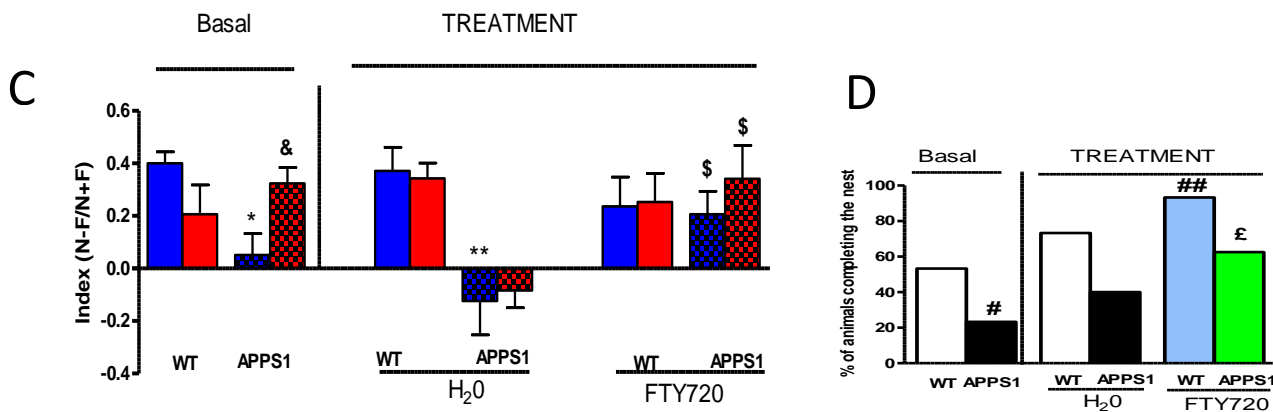 Basal TREATMENT
C
Index (N-F/N+F)
0.6
0.4
0.2
0.0
-0.2
-0.4
*
&
**
$
$
WT APPS1 WT APPS1 WT APPS1
H20 FTY720
D
Basal TREATMENT
% of animals completing the nest
100
80
60
40
20
0
#
##
£
WT APPS1 WT APPS1 WT APPS1
H20 FTY720